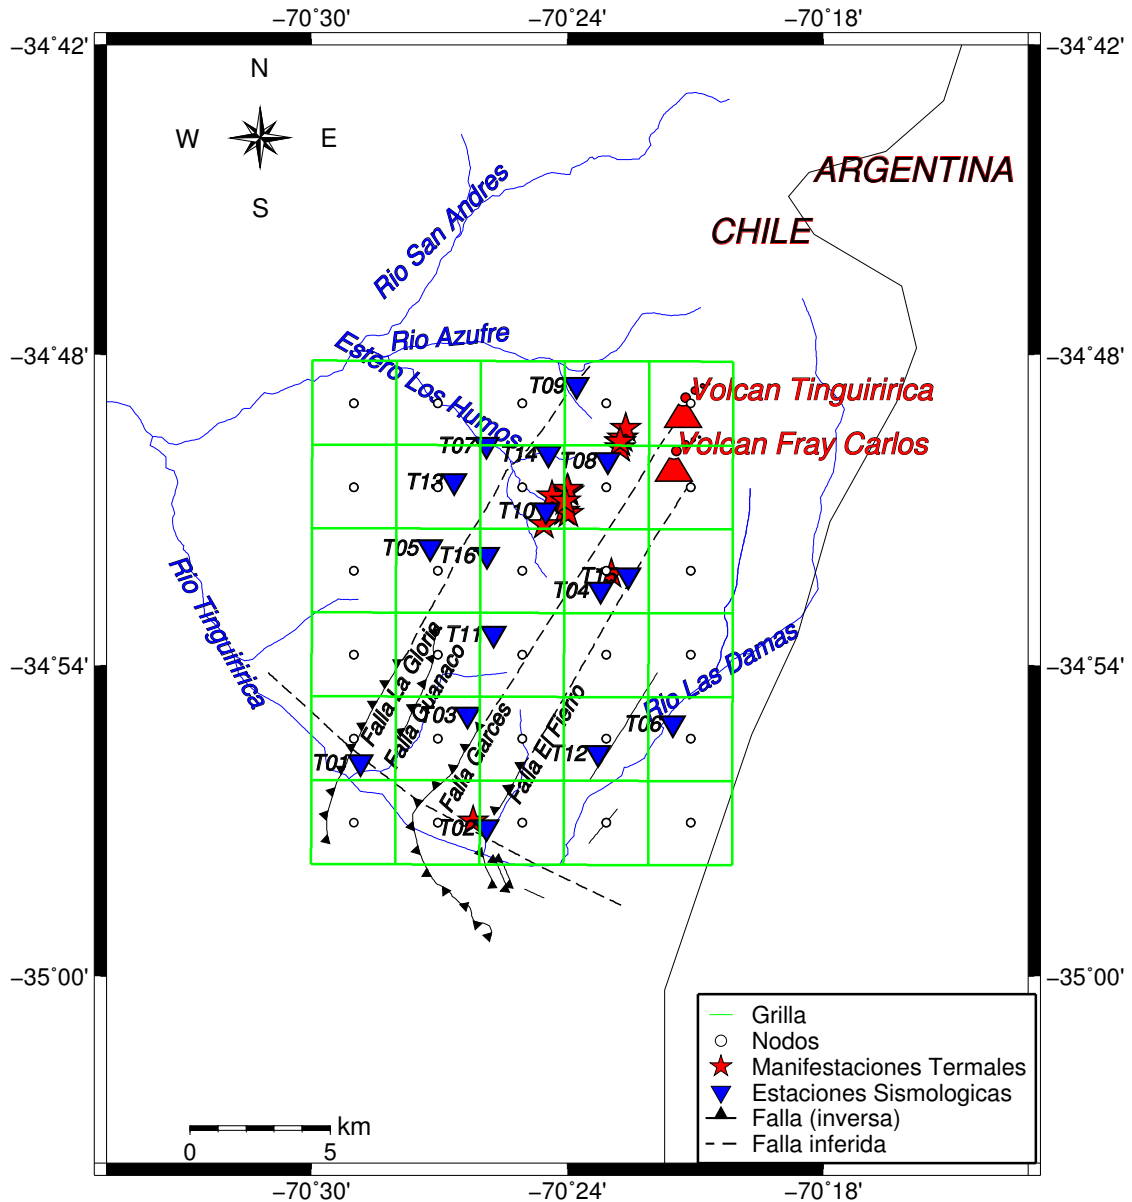 −70˚30' −70˚24' −70˚18'
−34˚42' −34˚42'
N
W E
S
ARGENTINA
CHILE
Rio San Andres
−34˚48' −34˚48'
Rio Azufre
Estero Los Humos
T09
Volcan Tinguiririca
Volcan Fray Carlos
T07
T14
T08
T13
T10
T05
T16
T04
Rio Tinguiririca
T11
−34˚54' −34˚54'
Falla La Gloria
Falla Guanaco
Rio Las Damas
T03
Falla Garces
Falla El Fierro
T06
T12
T01
T02
−35˚00' −35˚00'
Grilla
Nodos
Manifestaciones Termales
Estaciones Sismologicas
Falla (inversa)
Falla inferida
km
0 5
−70˚30' −70˚24' −70˚18'